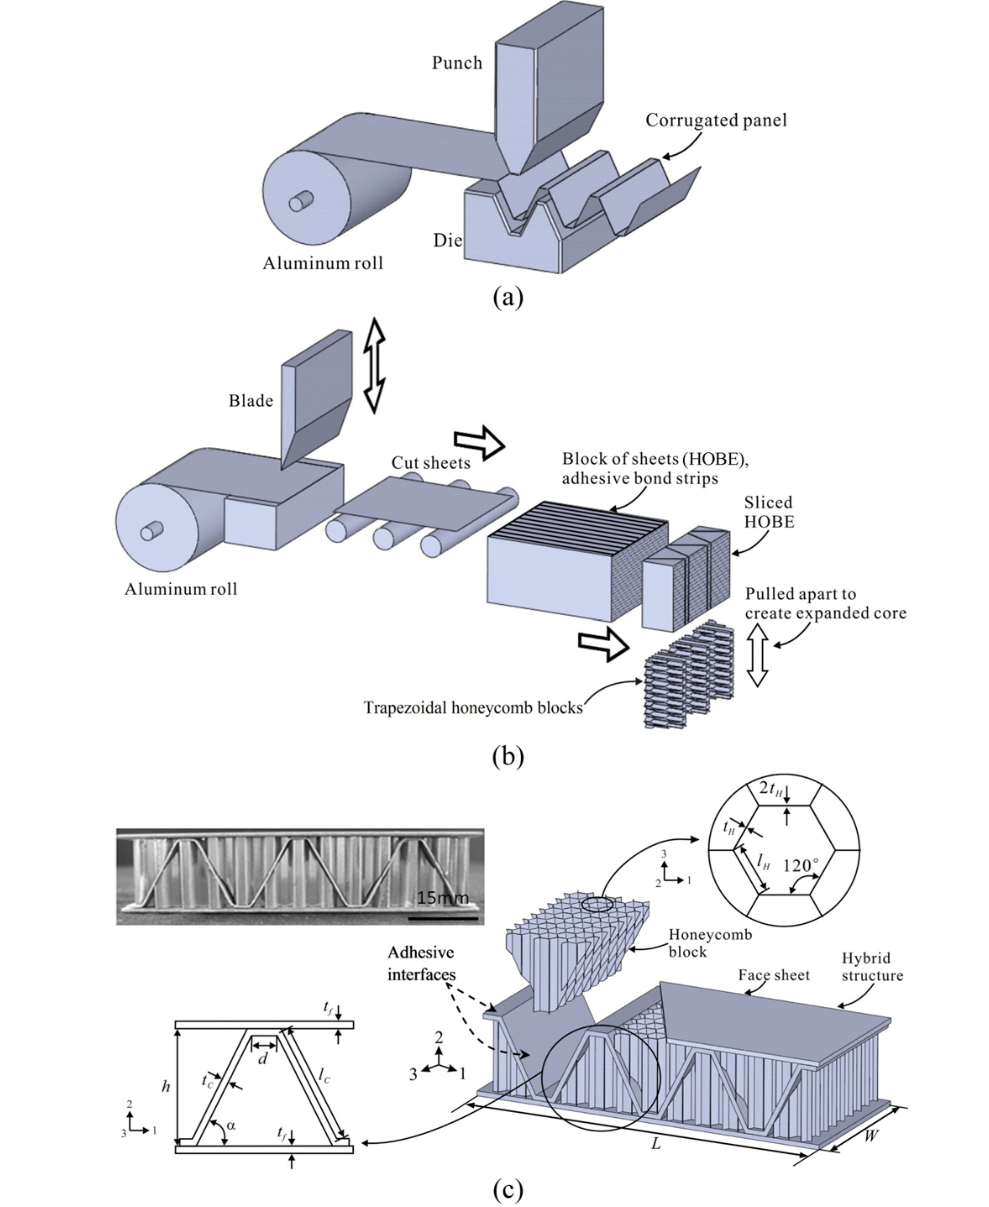 Punch
Corrugated panel
Die
Aluminum roll
(a)
Blade
Cut sheets
Block of sheets (HOBE),
adhesive bond strips
Sliced
HOBE
Aluminum roll
Pulled apart to
create expanded core
Trapezoidal honeycomb blocks
(b)
15mm
2t_H
t_H
l_H
120°
3
2
1
Honeycomb
block
Adhesive
interfaces
Face sheet
Hybrid
structure
t_f
d
h
t_C
l_C
α
t_f
2
3
1
2
3
1
L
W
(c)